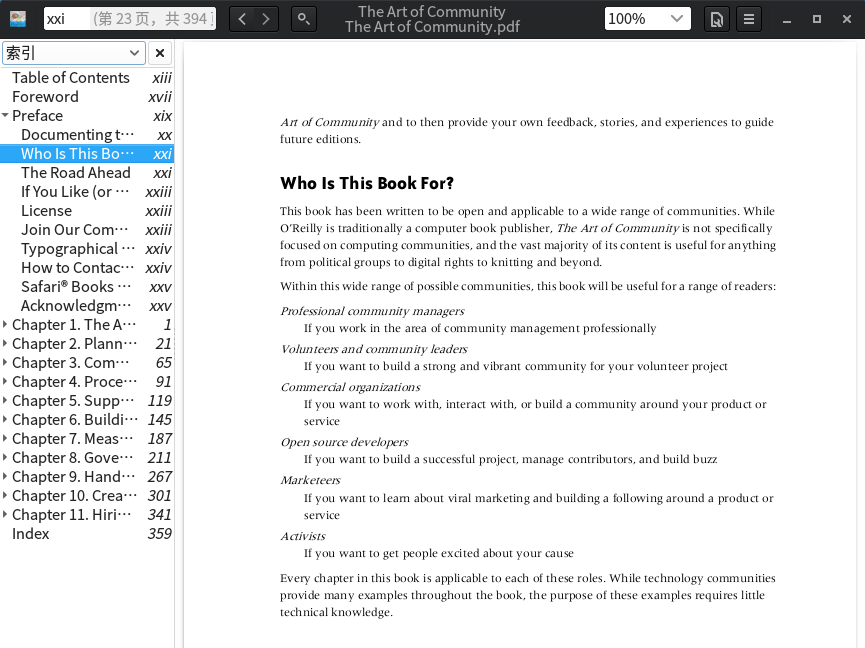 xxi (第 23 页，共 394
The Art of Community
The Art of Community.pdf
100%
索引
Table of Contents xiii
Foreword xvii
Preface xix
Documenting t··· xx
Who Is This Bo··· xxi
The Road Ahead xxi
If You Like (or ··· xxiii
License xxiii
Join Our Com··· xxiii
Typographical ··· xxiv
How to Contac··· xxiv
Safari® Books ··· xxv
Acknowledgm··· xxv
Chapter 1. The A··· 1
Chapter 2. Plann··· 21
Chapter 3. Com··· 65
Chapter 4. Proce··· 91
Chapter 5. Supp··· 119
Chapter 6. Buildi··· 145
Chapter 7. Meas··· 187
Chapter 8. Gove··· 211
Chapter 9. Hand··· 267
Chapter 10. Crea··· 301
Chapter 11. Hiri··· 341
Index 359
Art of Community and to then provide your own feedback, stories, and experiences to guide
future editions.
Who Is This Book For?
This book has been written to be open and applicable to a wide range of communities. While
O’Reilly is traditionally a computer book publisher, The Art of Community is not specifically
focused on computing communities, and the vast majority of its content is useful for anything
from political groups to digital rights to knitting and beyond.
Within this wide range of possible communities, this book will be useful for a range of readers:
Professional community managers
If you work in the area of community management professionally
Volunteers and community leaders
If you want to build a strong and vibrant community for your volunteer project
Commercial organizations
If you want to work with, interact with, or build a community around your product or
service
Open source developers
If you want to build a successful project, manage contributors, and build buzz
Marketeers
If you want to learn about viral marketing and building a following around a product or
service
Activists
If you want to get people excited about your cause
Every chapter in this book is applicable to each of these roles. While technology communities
provide many examples throughout the book, the purpose of these examples requires little
technical knowledge.